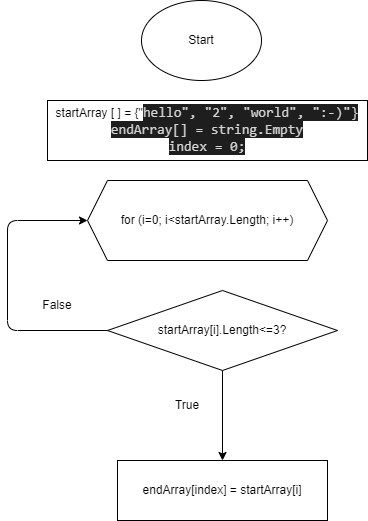 Start
startArray [ ] = {"hello", "2", "world", ":-)"}
endArray[] = string.Empty
index = 0;
for (i=0; i<startArray.Length; i++)
False
startArray[i].Length<=3?
True
endArray[index] = startArray[i]